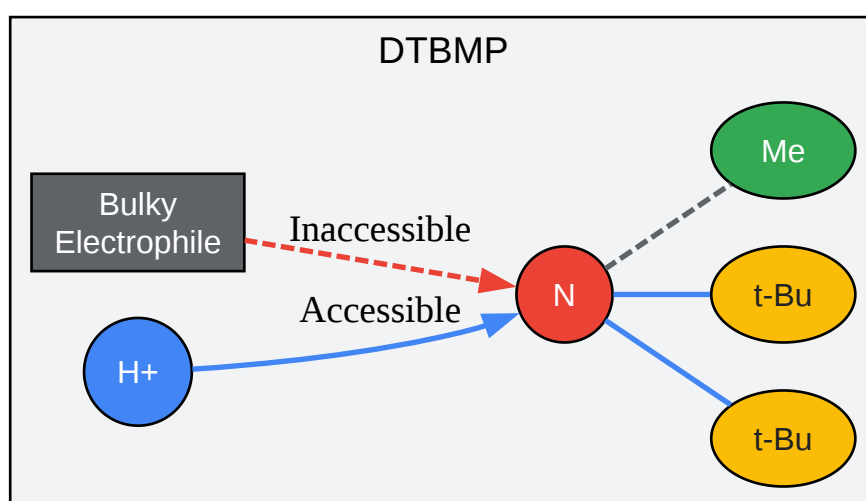 DTBMP
Me
Bulky
Electrophile
Inaccessible
N
t-Bu
Accessible
H+
t-Bu